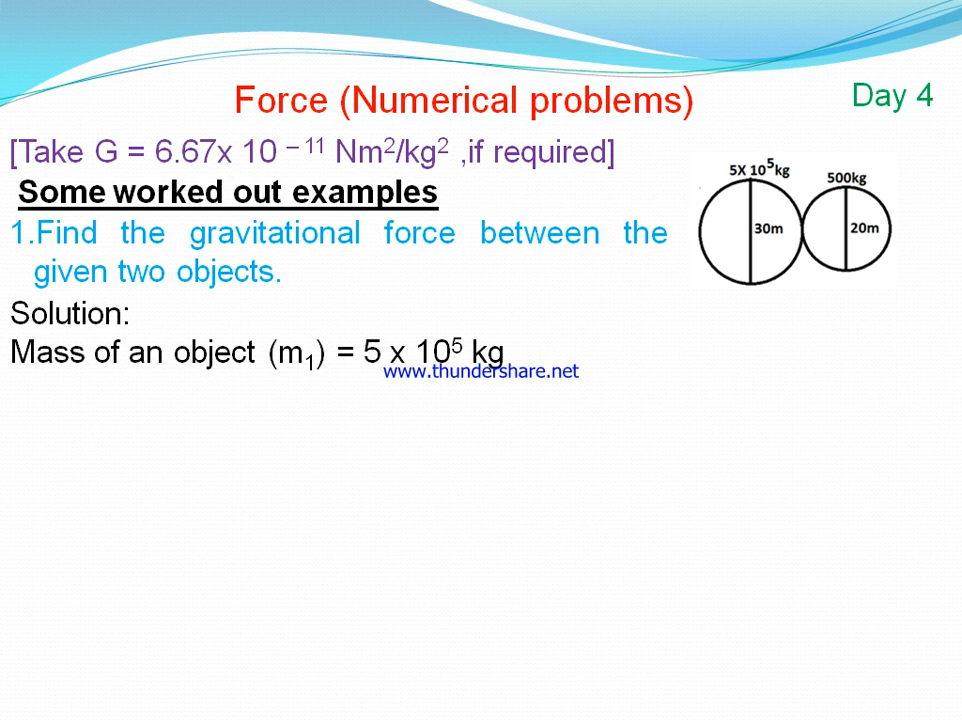 Force (Numerical problems)
Day 4
[Take G = 6.67x 10 – 11 Nm2/kg2 ,if required]
Some worked out examples
5X 105kg
500kg
30m
20m
1.Find the gravitational force between the
given two objects.
Solution:
Mass of an object (m1) = 5 x 105 kg
www.thundershare.net